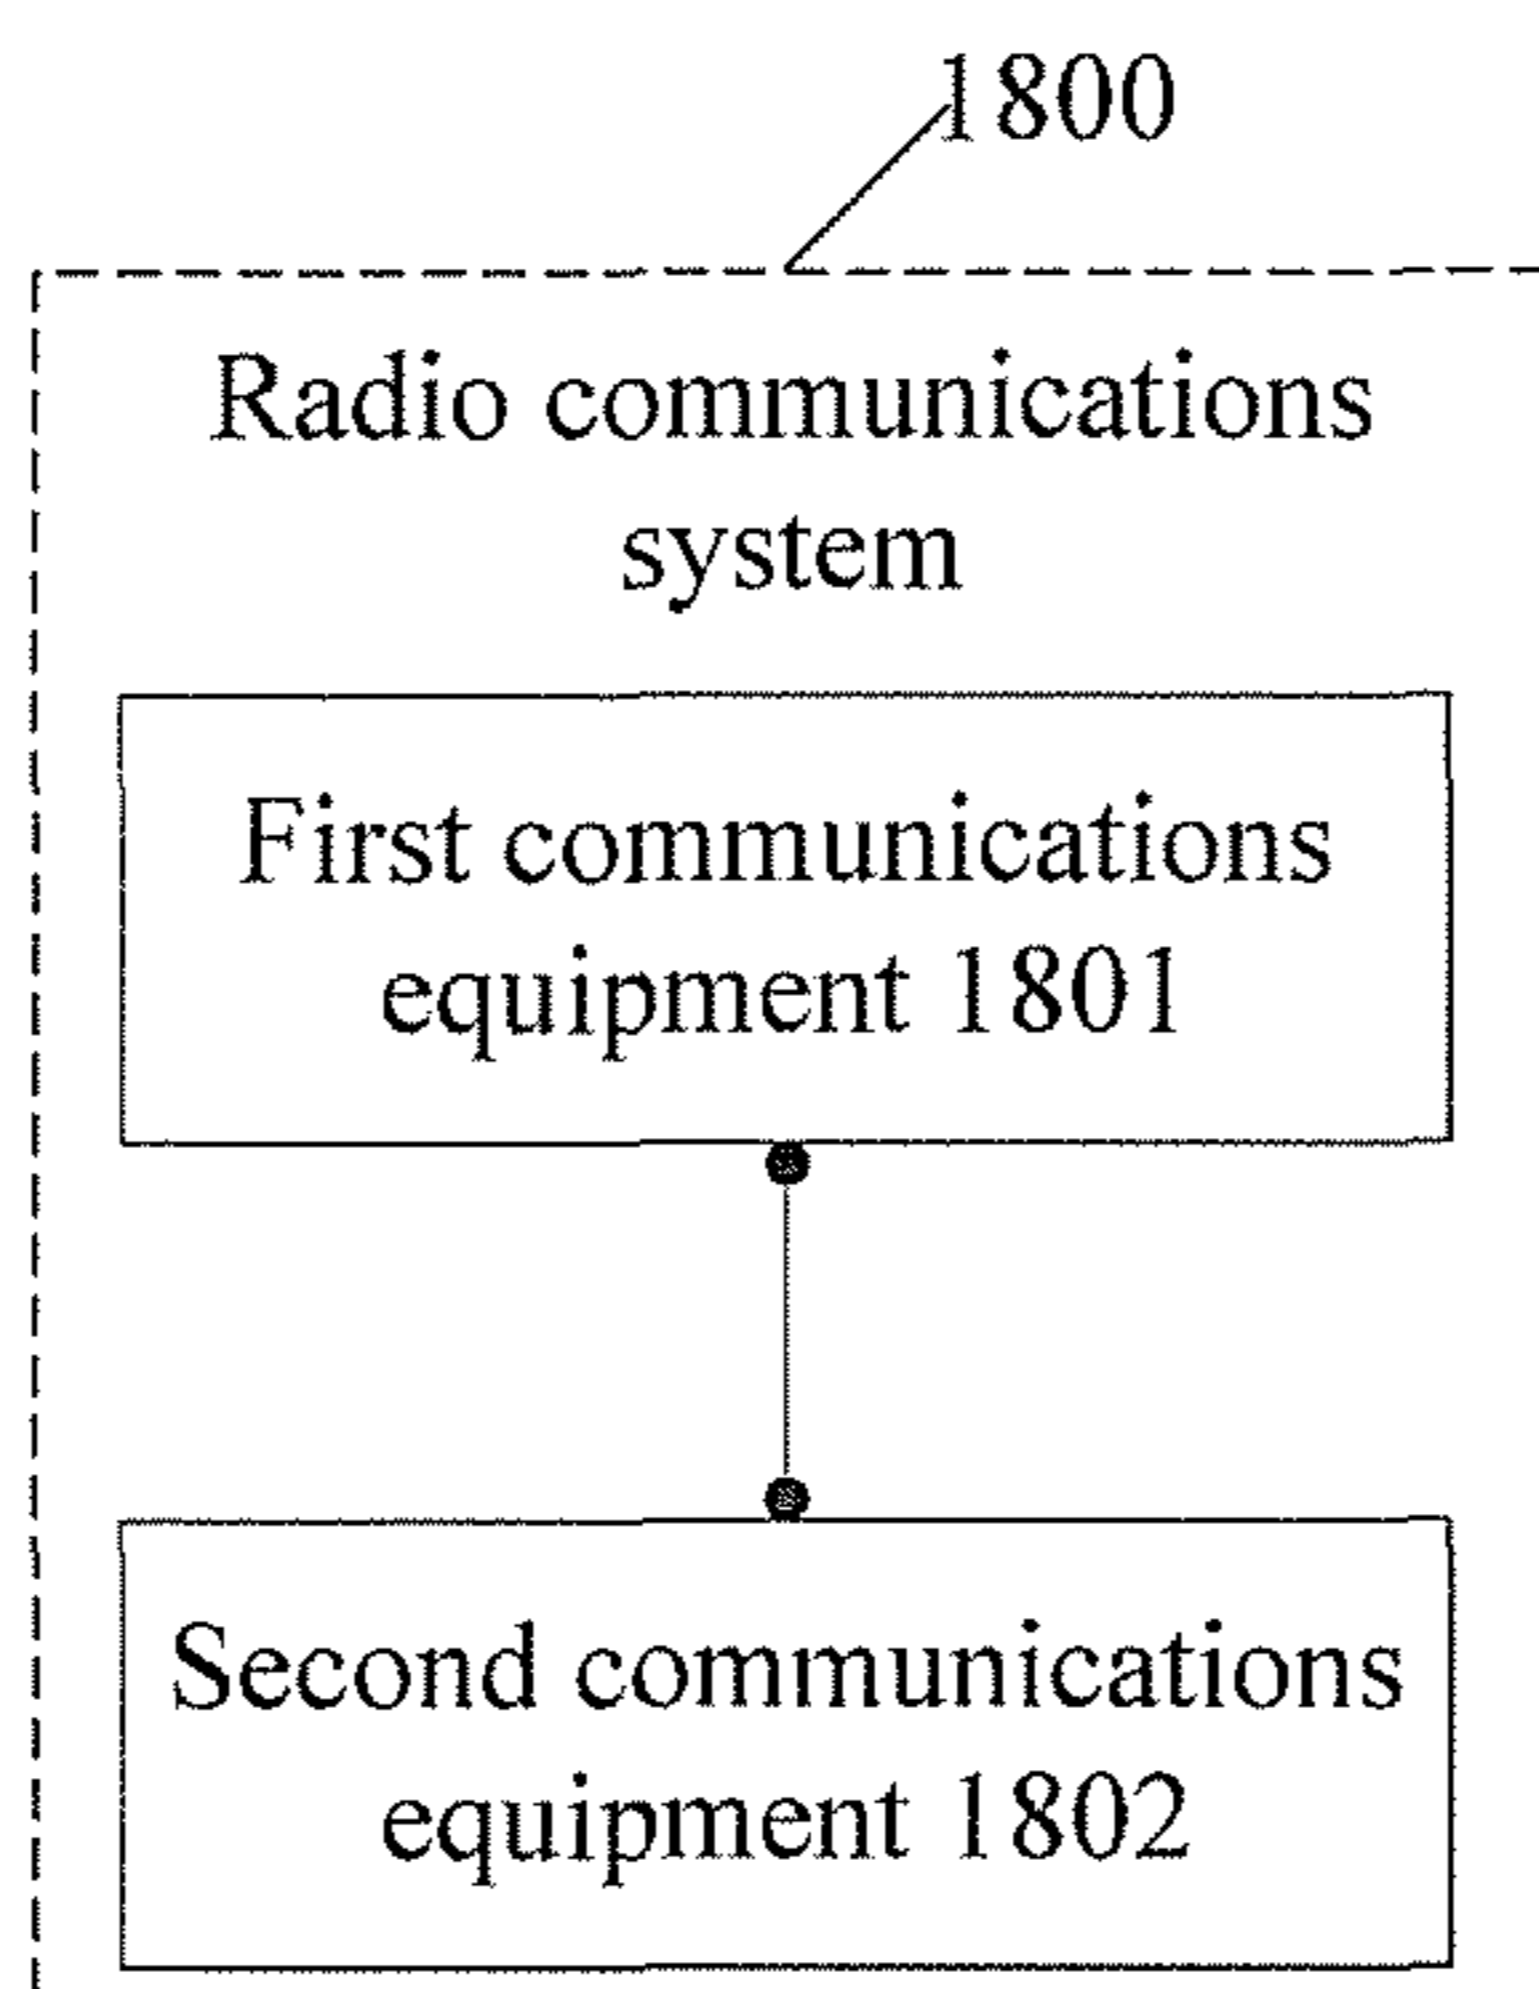 1800
Radio communications
system
First communications
equipment 1801
Second communications
equipment 1802